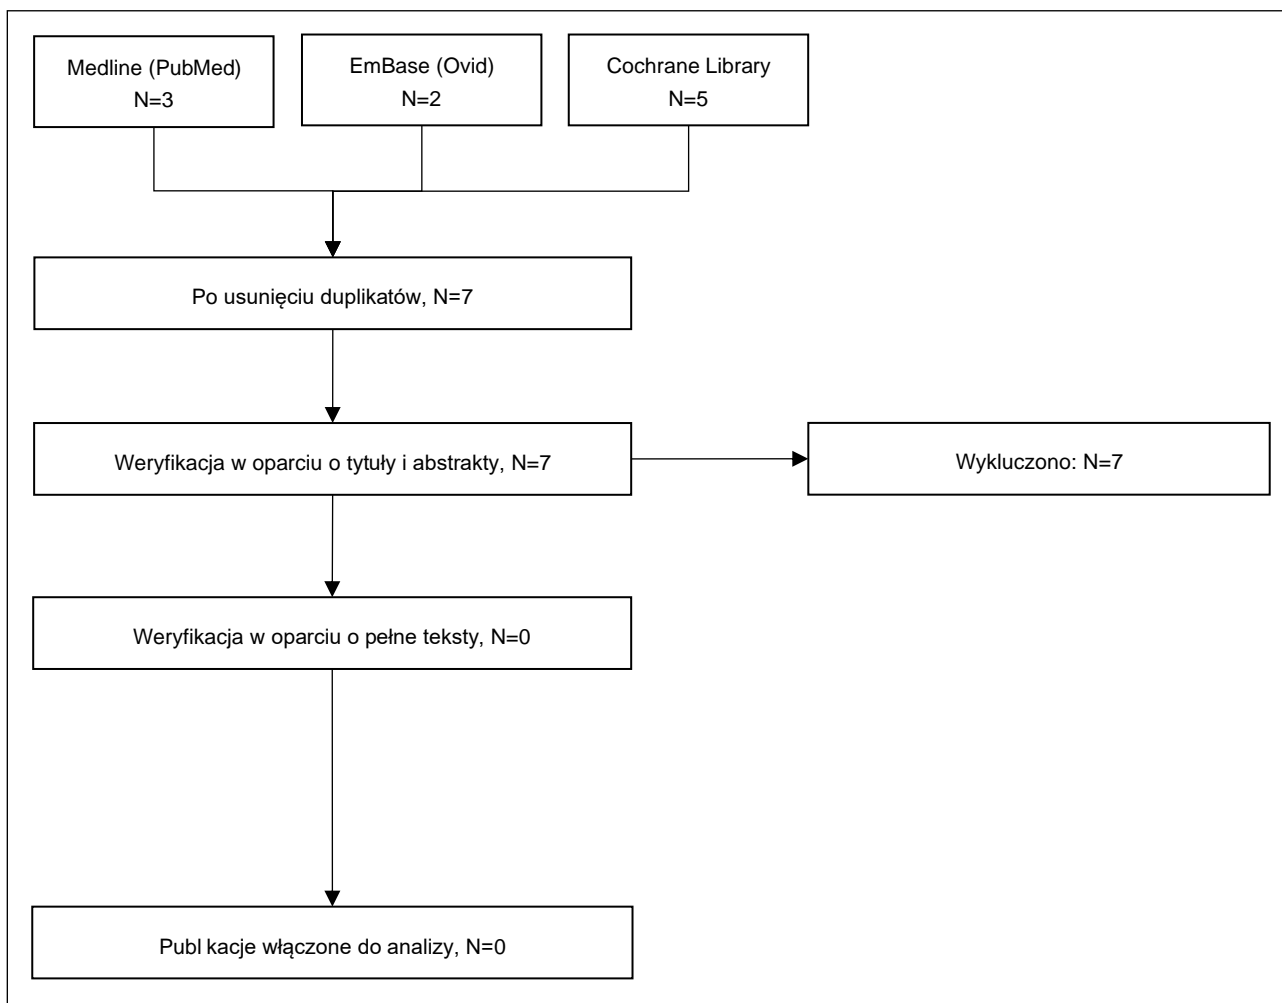 Medline (PubMed)
N=3
EmBase (Ovid)
N=2
Cochrane Library
N=5
Po usunięciu duplikatów, N=7
Weryfikacja w oparciu o tytuły i abstrakty, N=7
Wykluczono: N=7
Weryfikacja w oparciu o pełne teksty, N=0
Publ kacje włączone do analizy, N=0